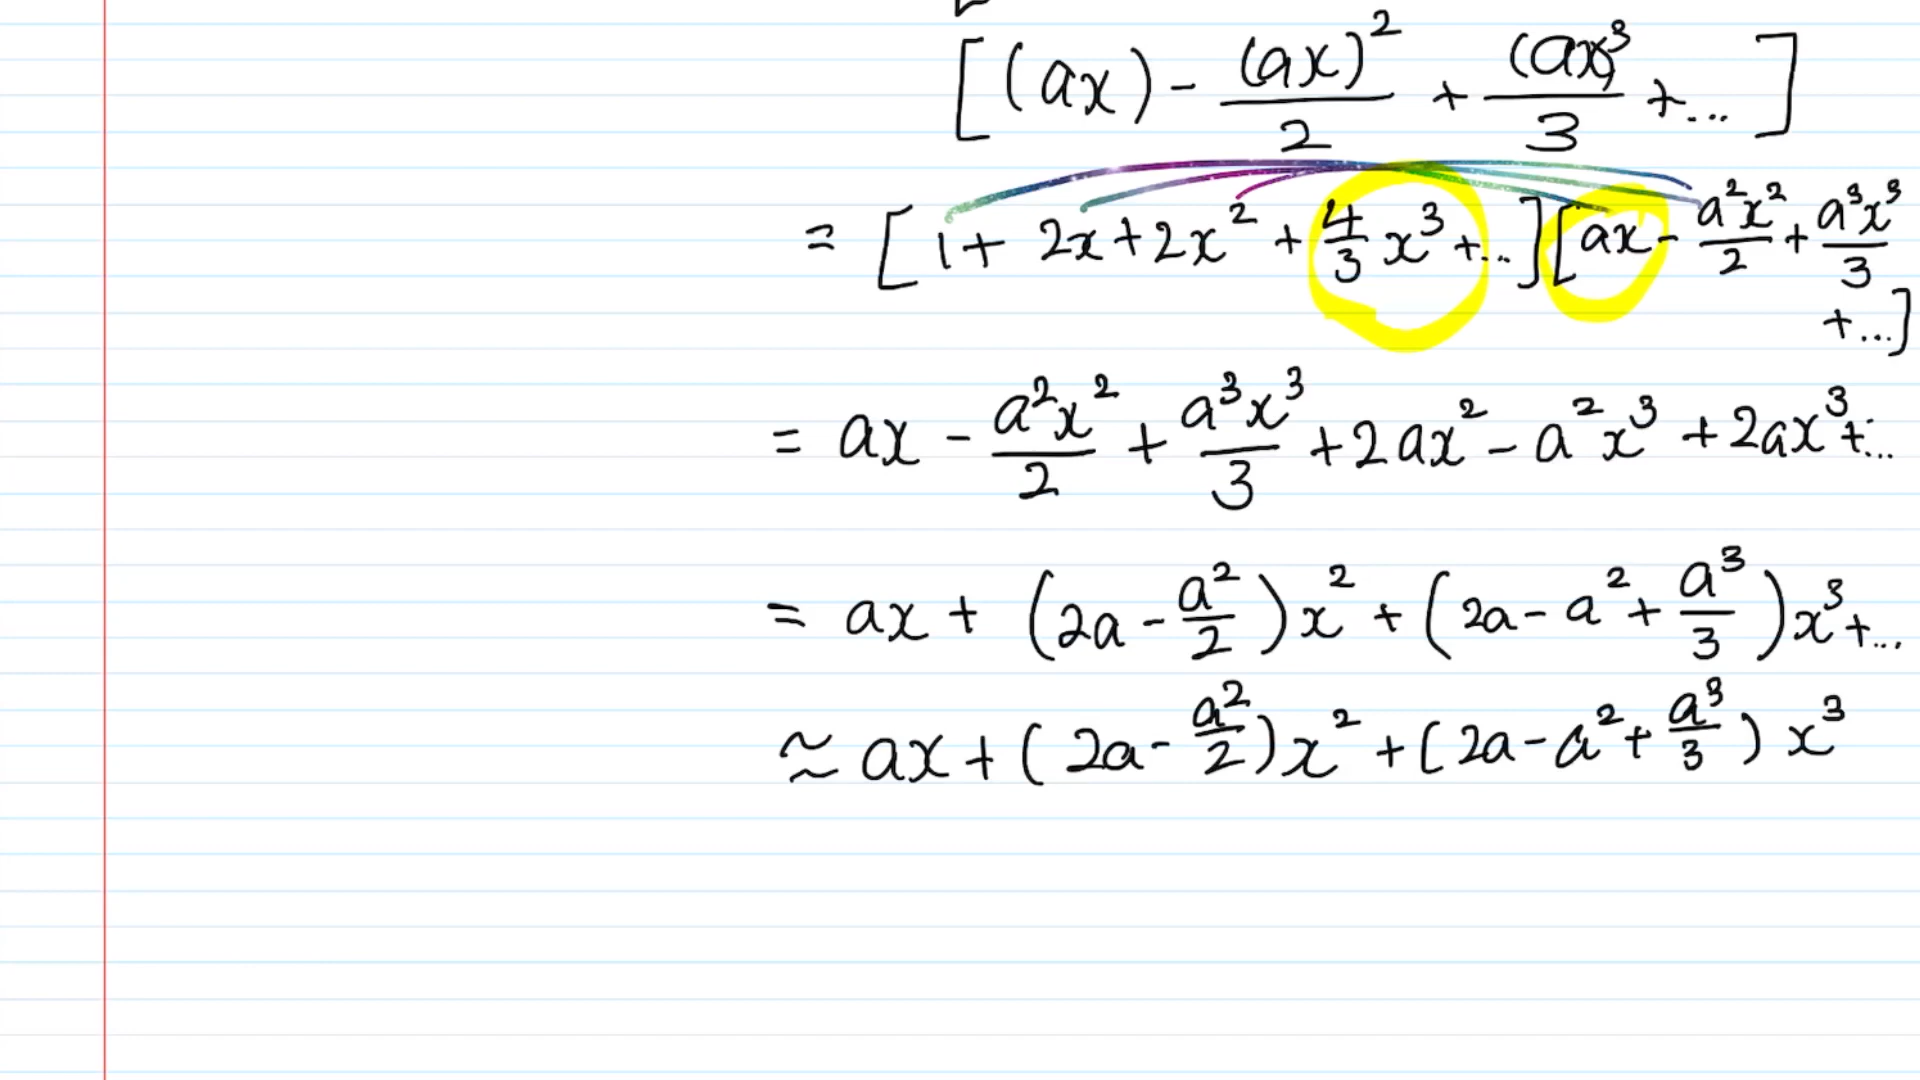 [(ax) - (ax)²/2 + (ax)³/3 + ...]
= [1 + 2x + 2x² + 4/3 x³ + ...][ax - a²x²/2 + a³x³/3
+ ...]
= ax - a²x²/2 + a³x³/3 + 2ax² - a²x³ + 2ax³ + ...
= ax + (2a - a²/2)x² + (2a - a² + a³/3)x³ + ...
≈ ax + (2a - a²/2)x² + (2a - a² + a³/3)x³